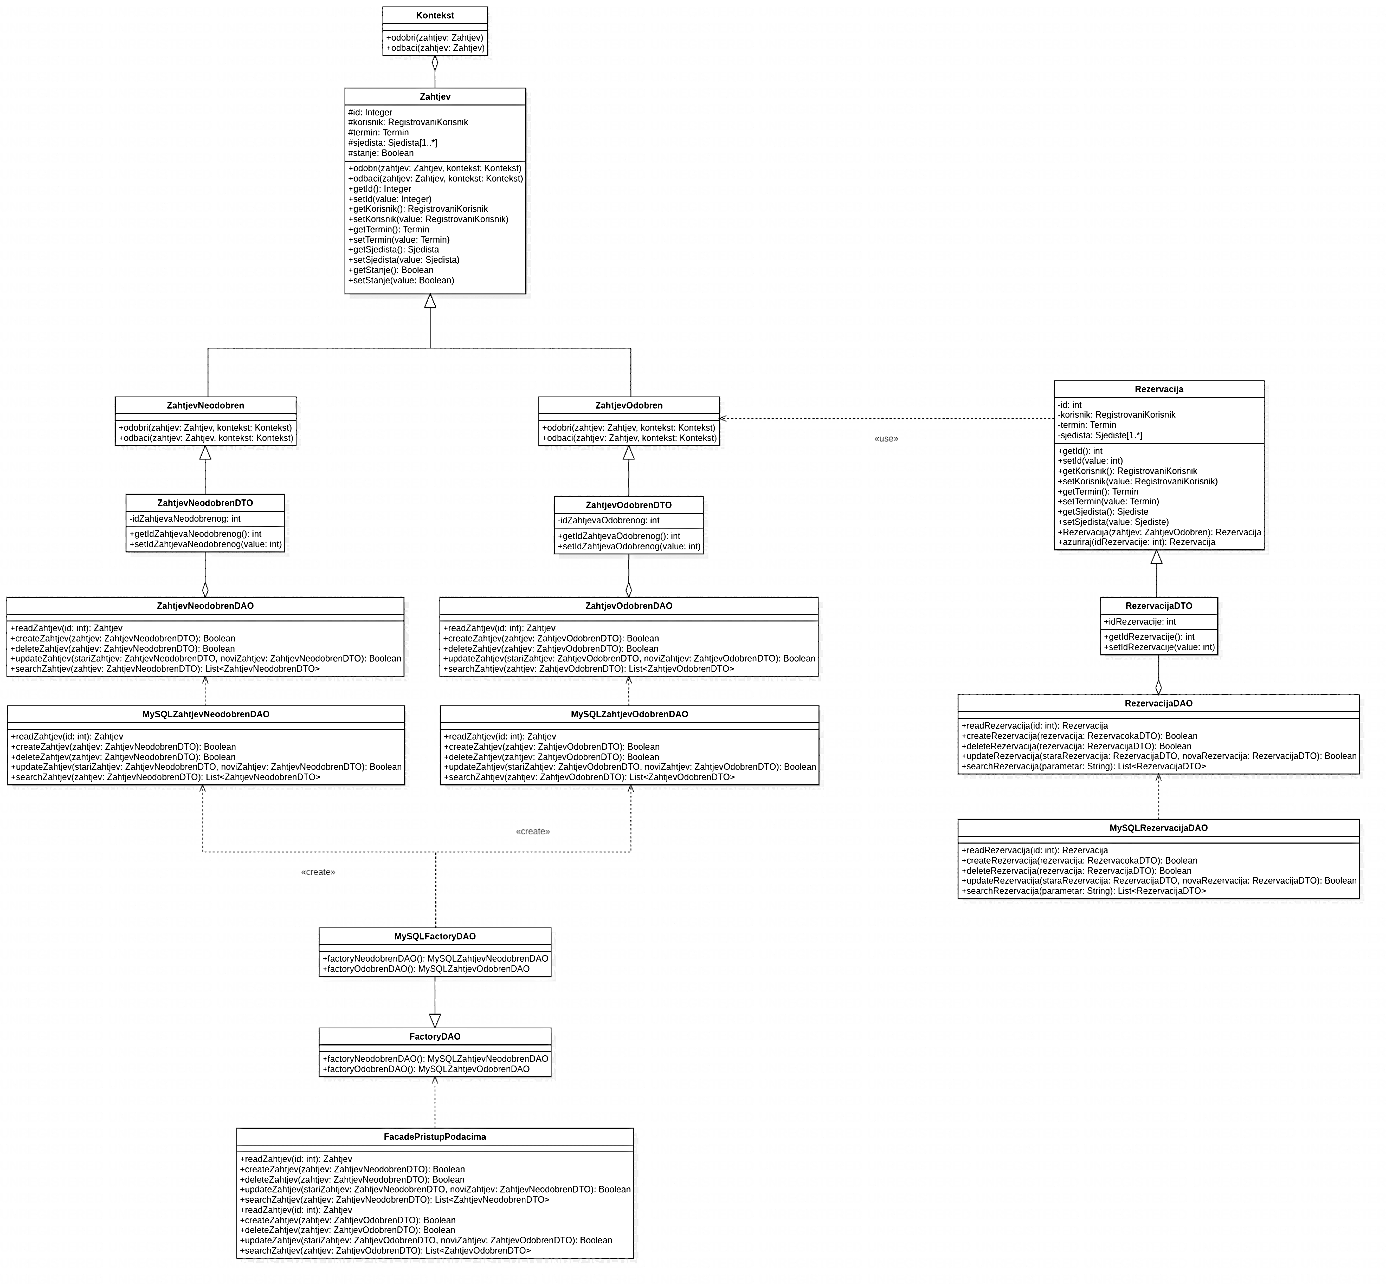 Kontekst
+odobri(zahtjev: Zahtjev)
+odbaci(zahtjev: Zahtjev)
Zahtjev
#id: Integer
#korisnik: RegistrovaniKorisnik
#termin: Termin
#sjedista: Sjedista[1..*]
#stanje: Boolean
+odobri(zahtjev: Zahtjev, kontekst: Kontekst)
+odbaci(zahtjev: Zahtjev, kontekst: Kontekst)
+getId(): Integer
+setId(value: Integer)
+getKorisnik(): RegistrovaniKorisnik
+setKorisnik(value: RegistrovaniKorisnik)
+getTermin(): Termin
+setTermin(value: Termin)
+getSjedista(): Sjedista
+setSjedista(value: Sjedista)
+getStanje(): Boolean
+setStanje(value: Boolean)
ZahtjevNeodobren
+odobri(zahtjev: Zahtjev, kontekst: Kontekst)
+odbaci(zahtjev: Zahtjev, kontekst: Kontekst)
ZahtjevOdobren
+odobri(zahtjev: Zahtjev, kontekst: Kontekst)
+odbaci(zahtjev: Zahtjev, kontekst: Kontekst)
«use»
Rezervacija
-id: int
-korisnik: RegistrovaniKorisnik
-termin: Termin
-sjedista: Sjediste[1..*]
+getId(): int
+setId(value: int)
+getKorisnik(): RegistrovaniKorisnik
+setKorisnik(value: RegistrovaniKorisnik)
+getTermin(): Termin
+setTermin(value: Termin)
+getSjedista(): Sjediste
+setSjedista(value: Sjediste)
+Rezervacija(zahtjev: ZahtjevOdobren): Rezervacija
+azuriraj(idRezervacije: int): Rezervacija
ZahtjevNeodobrenDTO
-idZahtjevaNeodobrenog: int
+getIdZahtjevaNeodobrenog(): int
+setIdZahtjevaNeodobrenog(value: int)
ZahtjevOdobrenDTO
-idZahtjevaOdobrenog: int
+getIdZahtjevaOdobrenog(): int
+setIdZahtjevaOdobrenog(value: int)
ZahtjevNeodobrenDAO
+readZahtjev(id: int): Zahtjev
+createZahtjev(zahtjev: ZahtjevNeodobrenDTO): Boolean
+deleteZahtjev(zahtjev: ZahtjevNeodobrenDTO): Boolean
+updateZahtjev(stariZahtjev: ZahtjevNeodobrenDTO, noviZahtjev: ZahtjevNeodobrenDTO): Boolean
+searchZahtjev(zahtjev: ZahtjevNeodobrenDTO): List<ZahtjevNeodobrenDTO>
ZahtjevOdobrenDAO
+readZahtjev(id: int): Zahtjev
+createZahtjev(zahtjev: ZahtjevOdobrenDTO): Boolean
+deleteZahtjev(zahtjev: ZahtjevOdobrenDTO): Boolean
+updateZahtjev(stariZahtjev: ZahtjevOdobrenDTO, noviZahtjev: ZahtjevOdobrenDTO): Boolean
+searchZahtjev(zahtjev: ZahtjevOdobrenDTO): List<ZahtjevOdobrenDTO>
RezervacijaDTO
+idRezervacije: int
+getIdRezervacije(): int
+setIdRezervacije(value: int)
MySQLZahtjevNeodobrenDAO
+readZahtjev(id: int): Zahtjev
+createZahtjev(zahtjev: ZahtjevNeodobrenDTO): Boolean
+deleteZahtjev(zahtjev: ZahtjevNeodobrenDTO): Boolean
+updateZahtjev(stariZahtjev: ZahtjevNeodobrenDTO, noviZahtjev: ZahtjevNeodobrenDTO): Boolean
+searchZahtjev(zahtjev: ZahtjevNeodobrenDTO): List<ZahtjevNeodobrenDTO>
MySQLZahtjevOdobrenDAO
+readZahtjev(id: int): Zahtjev
+createZahtjev(zahtjev: ZahtjevOdobrenDTO): Boolean
+deleteZahtjev(zahtjev: ZahtjevOdobrenDTO): Boolean
+updateZahtjev(stariZahtjev: ZahtjevOdobrenDTO, noviZahtjev: ZahtjevOdobrenDTO): Boolean
+searchZahtjev(zahtjev: ZahtjevOdobrenDTO): List<ZahtjevOdobrenDTO>
RezervacijaDAO
+readRezervacija(id: int): Rezervacija
+createRezervacija(rezervacija: RezervacokaDTO): Boolean
+deleteRezervacija(rezervacija: RezervacijaDTO): Boolean
+updateRezervacija(staraRezervacija: RezervacijaDTO, novaRezervacija: RezervacijaDTO): Boolean
+searchRezervacija(parametar: String): List<RezervacijaDTO>
MySQLRezervacijaDAO
+readRezervacija(id: int): Rezervacija
+createRezervacija(rezervacija: RezervacokaDTO): Boolean
+deleteRezervacija(rezervacija: RezervacijaDTO): Boolean
+updateRezervacija(staraRezervacija: RezervacijaDTO, novaRezervacija: RezervacijaDTO): Boolean
+searchRezervacija(parametar: String): List<RezervacijaDTO>
«create»
«create»
MySQLFactoryDAO
+factoryNeodobrenDAO(): MySQLZahtjevNeodobrenDAO
+factoryOdobrenDAO(): MySQLZahtjevOdobrenDAO
FactoryDAO
+factoryNeodobrenDAO(): MySQLZahtjevNeodobrenDAO
+factoryOdobrenDAO(): MySQLZahtjevOdobrenDAO
FacadePristupPodacima
+readZahtjev(id: int): Zahtjev
+createZahtjev(zahtjev: ZahtjevNeodobrenDTO): Boolean
+deleteZahtjev(zahtjev: ZahtjevNeodobrenDTO): Boolean
+updateZahtjev(stariZahtjev: ZahtjevNeodobrenDTO, noviZahtjev: ZahtjevNeodobrenDTO): Boolean
+searchZahtjev(zahtjev: ZahtjevNeodobrenDTO): List<ZahtjevNeodobrenDTO>
+readZahtjev(id: int): Zahtjev
+createZahtjev(zahtjev: ZahtjevOdobrenDTO): Boolean
+deleteZahtjev(zahtjev: ZahtjevOdobrenDTO): Boolean
+updateZahtjev(stariZahtjev: ZahtjevOdobrenDTO, noviZahtjev: ZahtjevOdobrenDTO): Boolean
+searchZahtjev(zahtjev: ZahtjevOdobrenDTO): List<ZahtjevOdobrenDTO>